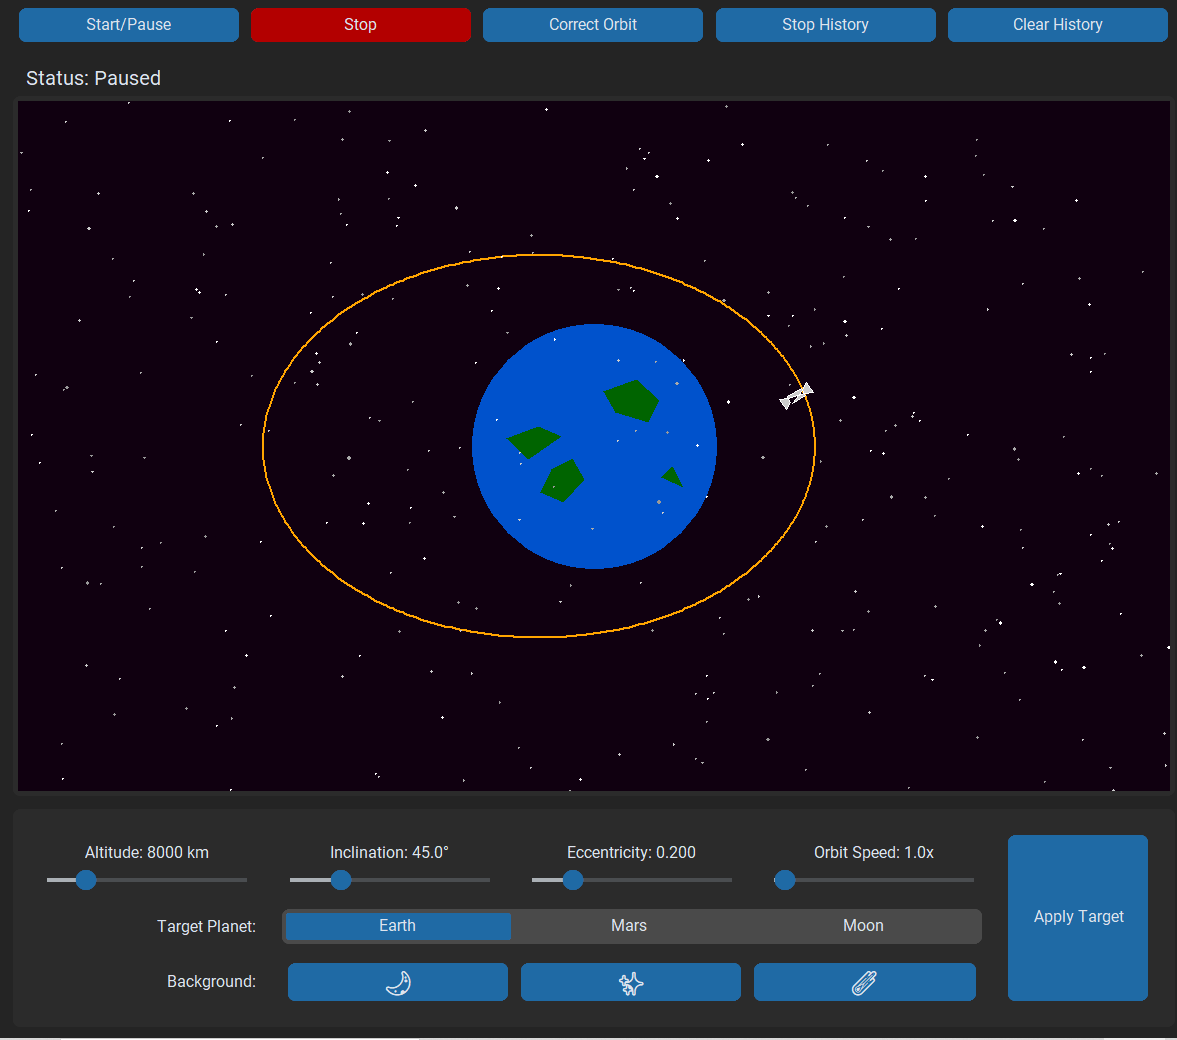 Start/Pause
Stop
Correct Orbit
Stop History
Clear History
Status: Paused
Altitude: 8000 km
Inclination: 45.0°
Eccentricity: 0.200
Orbit Speed: 1.0x
Apply Target
Target Planet:
Earth
Mars
Moon
Background: